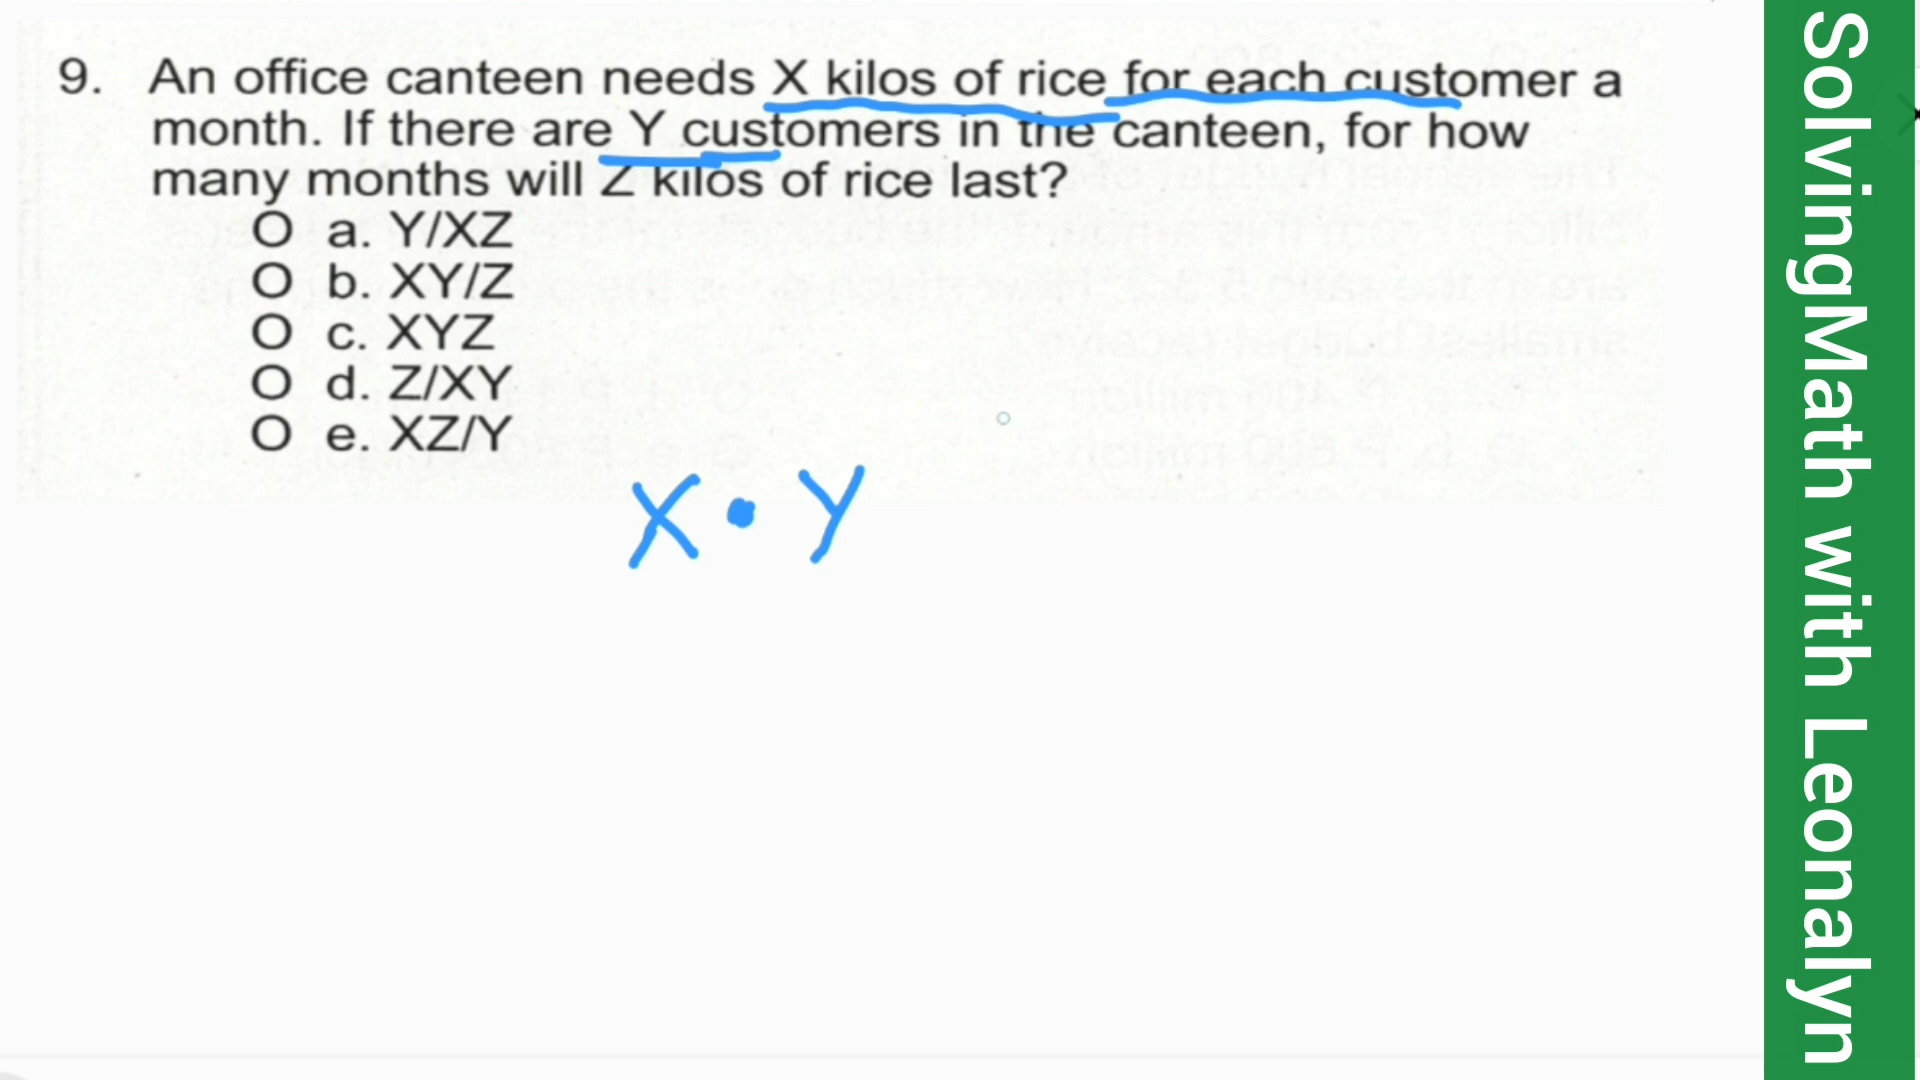 9. An office canteen needs X kilos of rice for each customer a
month. If there are Y customers in the canteen, for how
many months will Z kilos of rice last?
O a. Y/XZ
O b. XY/Z
O c. XYZ
O d. Z/XY
O e. XZ/Y
X • Y
SolvingMath with Leonalyn